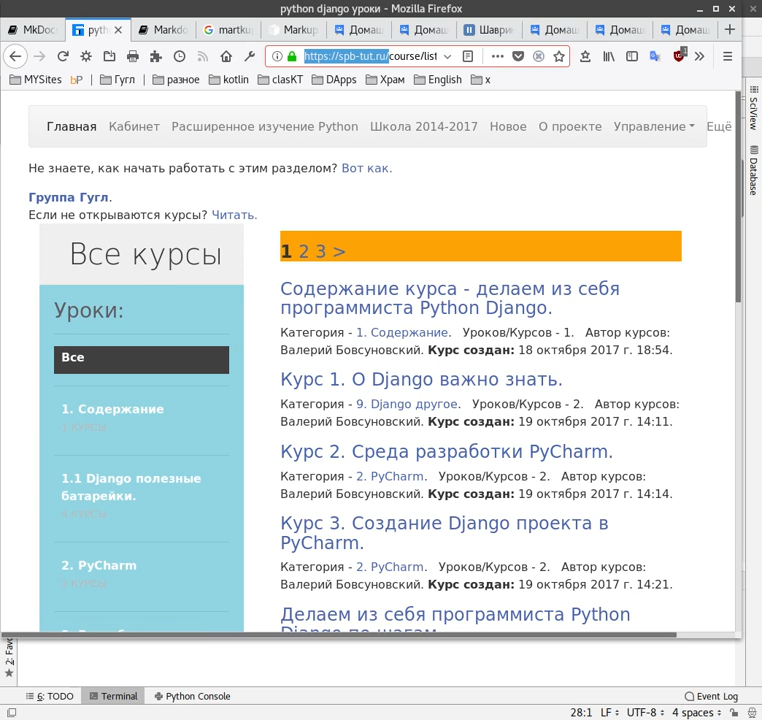 python django уроки - Mozilla Firefox
MkDoc
pyth
Markdo
martkup
Markup
Домаш
Домаш
Шаври
Домаш
Домаш
Домаш
https://spb-tut.ru/course/list
MYSites
bP
Гугл
разное
kotlin
clasKT
DApps
Храм
English
x
Главная Кабинет Расширенное изучение Python Школа 2014-2017 Новое О проекте Управление Ещё
Не знаете, как начать работать с этим разделом? Вот как.
Группа Гугл.
Если не открываются курсы? Читать.
Все курсы
Уроки:
Все
1. Содержание
1 КУРСЫ
1.1 Django полезные
батарейки.
2. PyCharm
1 2 3 >
Содержание курса - делаем из себя
программиста Python Django.
Категория - 1. Содержание. Уроков/Курсов - 1. Автор курсов:
Валерий Бовсуновский. Курс создан: 18 октября 2017 г. 18:54.
Курс 1. О Django важно знать.
Категория - 9. Django другое. Уроков/Курсов - 2. Автор курсов:
Валерий Бовсуновский. Курс создан: 19 октября 2017 г. 14:11.
Курс 2. Среда разработки PyCharm.
Категория - 2. PyCharm. Уроков/Курсов - 2. Автор курсов:
Валерий Бовсуновский. Курс создан: 19 октября 2017 г. 14:14.
Курс 3. Создание Django проекта в
PyCharm.
Категория - 2. PyCharm. Уроков/Курсов - 2. Автор курсов:
Валерий Бовсуновский. Курс создан: 19 октября 2017 г. 14:21.
Делаем из себя программиста Python
Django по шагам
SciView
Database
2: Favo
6: TODO
Terminal
Python Console
Event Log
28:1 LF UTF-8 4 spaces